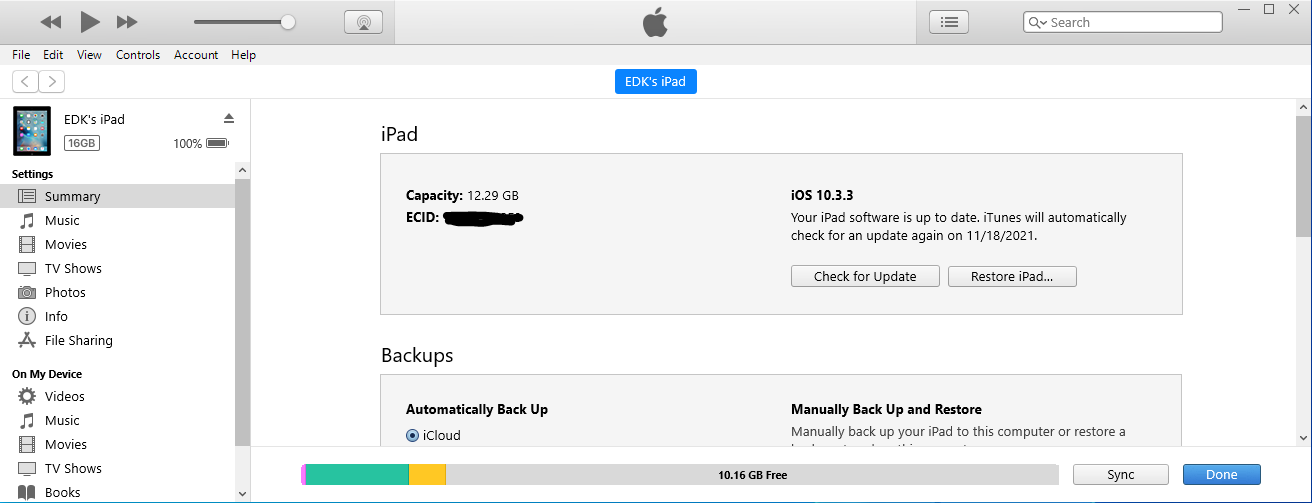 Search
File Edit View Controls Account Help
EDK's iPad
EDK's iPad
16GB 100%
Settings
Summary
Music
Movies
TV Shows
Photos
Info
File Sharing
On My Device
Videos
Music
Movies
TV Shows
Books
iPad
Capacity: 12.29 GB
ECID:
iOS 10.3.3
Your iPad software is up to date. iTunes will automatically
check for an update again on 11/18/2021.
Check for Update Restore iPad...
Backups
Automatically Back Up
iCloud
Manually Back Up and Restore
Manually back up your iPad to this computer or restore a
10.16 GB Free
Sync Done